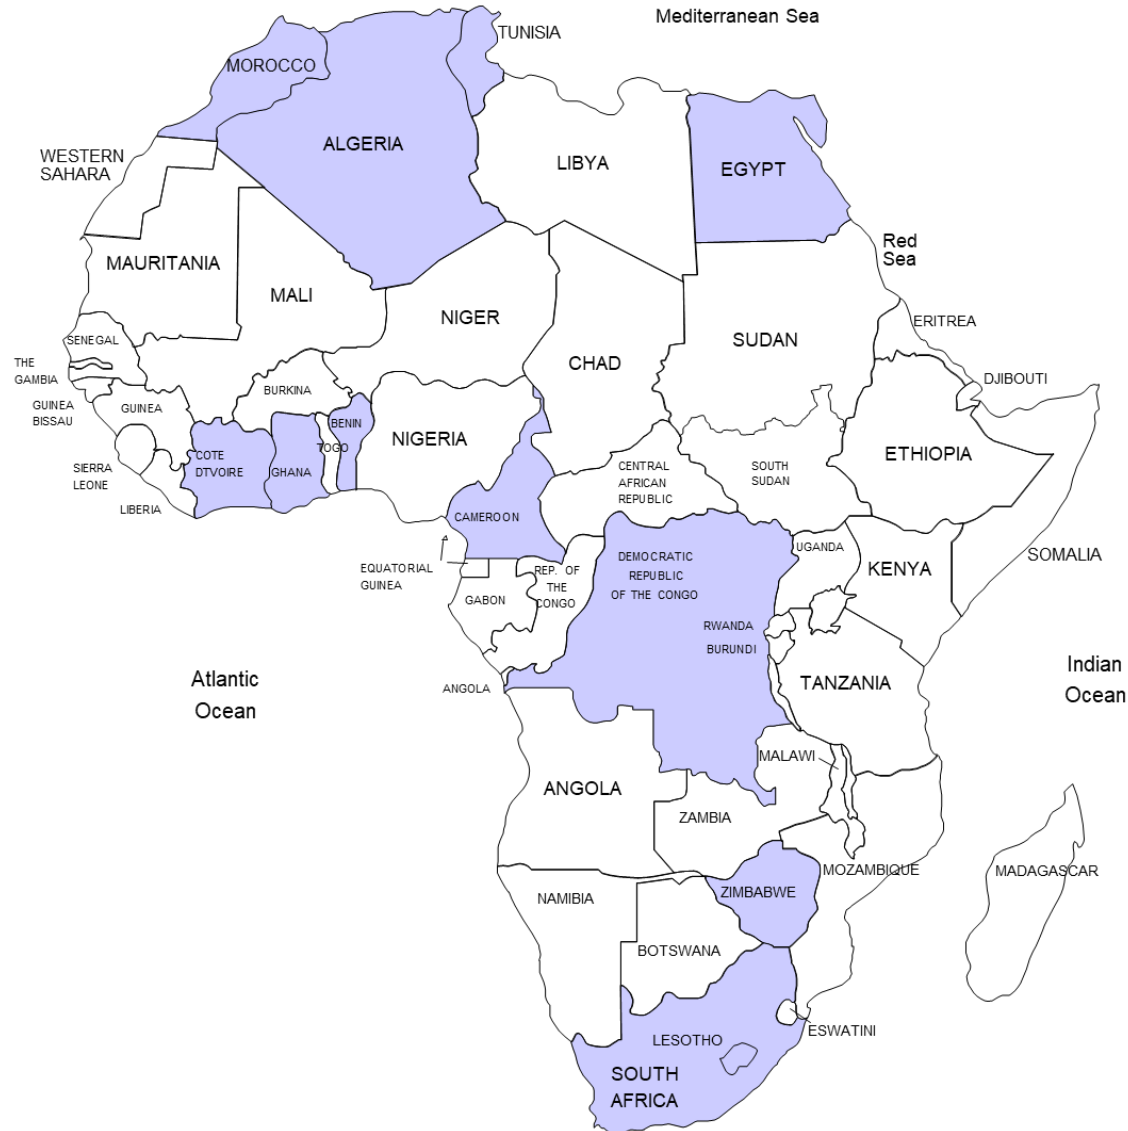 Mediterranean Sea
TUNISIA
MOROCCO
ALGERIA
WESTERN
SAHARA
LIBYA
EGYPT
Red
Sea
MAURITANIA
MALI
NIGER
ERITREA
SENEGAL
SUDAN
CHAD
THE
GAMBIA
DJIBOUTI
BURKINA
GUINEA
BISSAU
GUINEA
BENIN
NIGERIA
TOGO
ETHIOPIA
COTE
DTVOIRE
GHANA
SIERRA
LEONE
CENTRAL
AFRICAN
REPUBLIC
SOUTH
SUDAN
LIBERIA
CAMEROON
UGANDA
SOMALIA
DEMOCRATIC
REPUBLIC
OF THE CONGO
KENYA
EQUATORIAL
GUINEA
REP. OF
THE
CONGO
GABON
RWANDA
BURUNDI
Atlantic
Ocean
Indian
Ocean
ANGOLA
TANZANIA
MALAWI
ANGOLA
ZAMBIA
MOZAMBIQUE
MADAGASCAR
NAMIBIA
ZIMBABWE
BOTSWANA
ESWATINI
LESOTHO
SOUTH
AFRICA